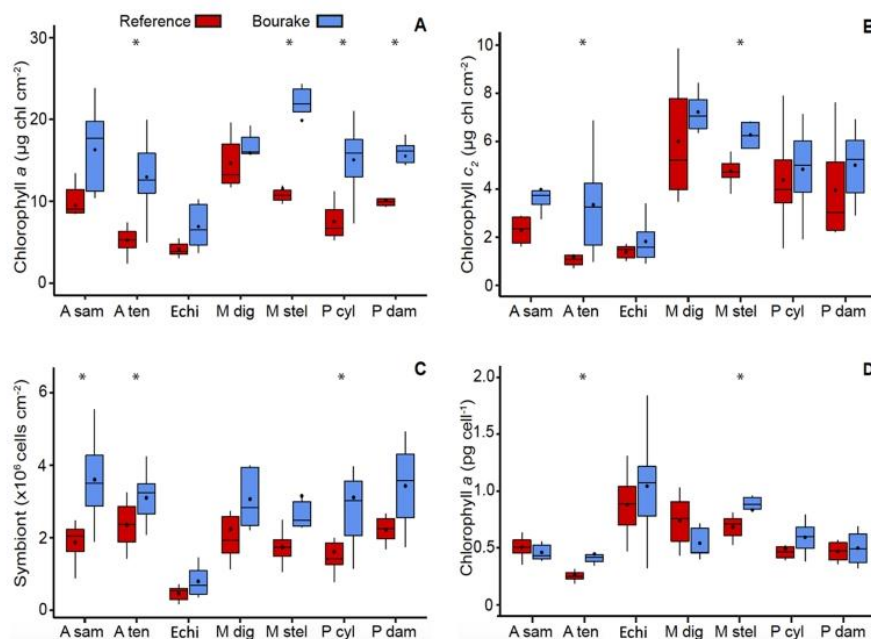 Reference Bourake
A
Chlorophyll a (µg chl cm⁻²)
30
20
10
0
* * * *
A sam A ten Echi M dig M stel P cyl P dam
B
Chlorophyll c₂ (µg chl cm⁻²)
10
8
6
4
2
0
* *
A sam A ten Echi M dig M stel P cyl P dam
C
Symbiont (x10⁶ cells cm⁻²)
6
4
2
0
* * *
A sam A ten Echi M dig M stel P cyl P dam
D
Chlorophyll a (pg cell⁻¹)
2.0
1.5
1.0
0.5
0
* *
A sam A ten Echi M dig M stel P cyl P dam